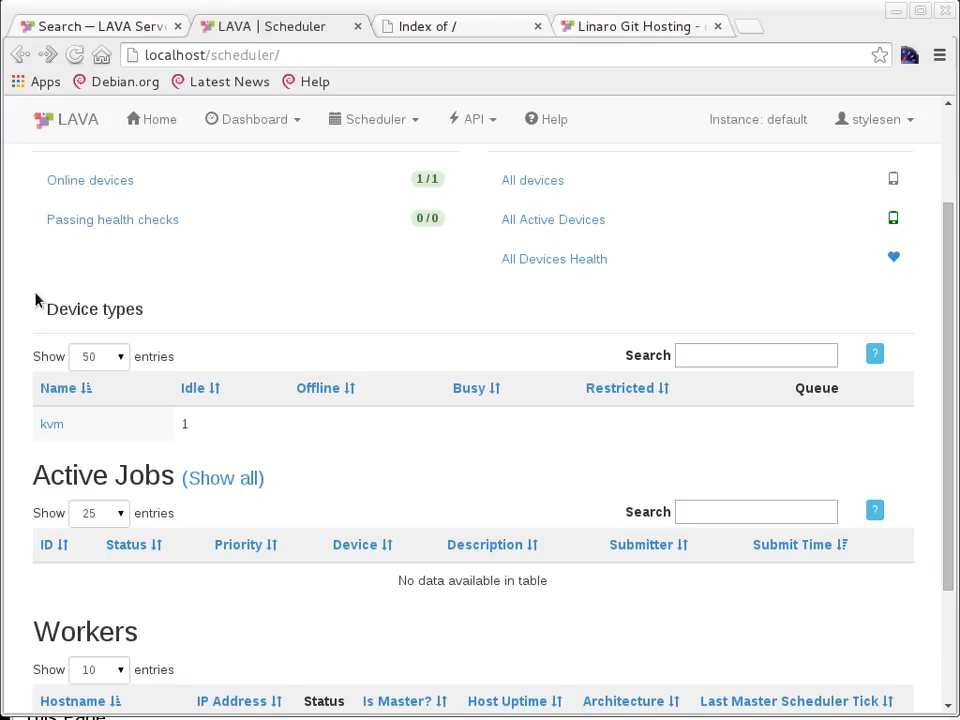 Search — LAVA Serv
LAVA | Scheduler
Index of /
Linaro Git Hosting -
localhost/scheduler/
Apps
Debian.org
Latest News
Help
LAVA
Home
Dashboard
Scheduler
API
Help
Instance: default
stylesen
Online devices
1 / 1
All devices
Passing health checks
0 / 0
All Active Devices
All Devices Health
Device types
Show 50 entries
Search
?
Name Idle Offline Busy Restricted Queue
kvm 1
Active Jobs (Show all)
Show 25 entries
Search
?
ID Status Priority Device Description Submitter Submit Time
No data available in table
Workers
Show 10 entries
Hostname IP Address Status Is Master? Host Uptime Architecture Last Master Scheduler Tick